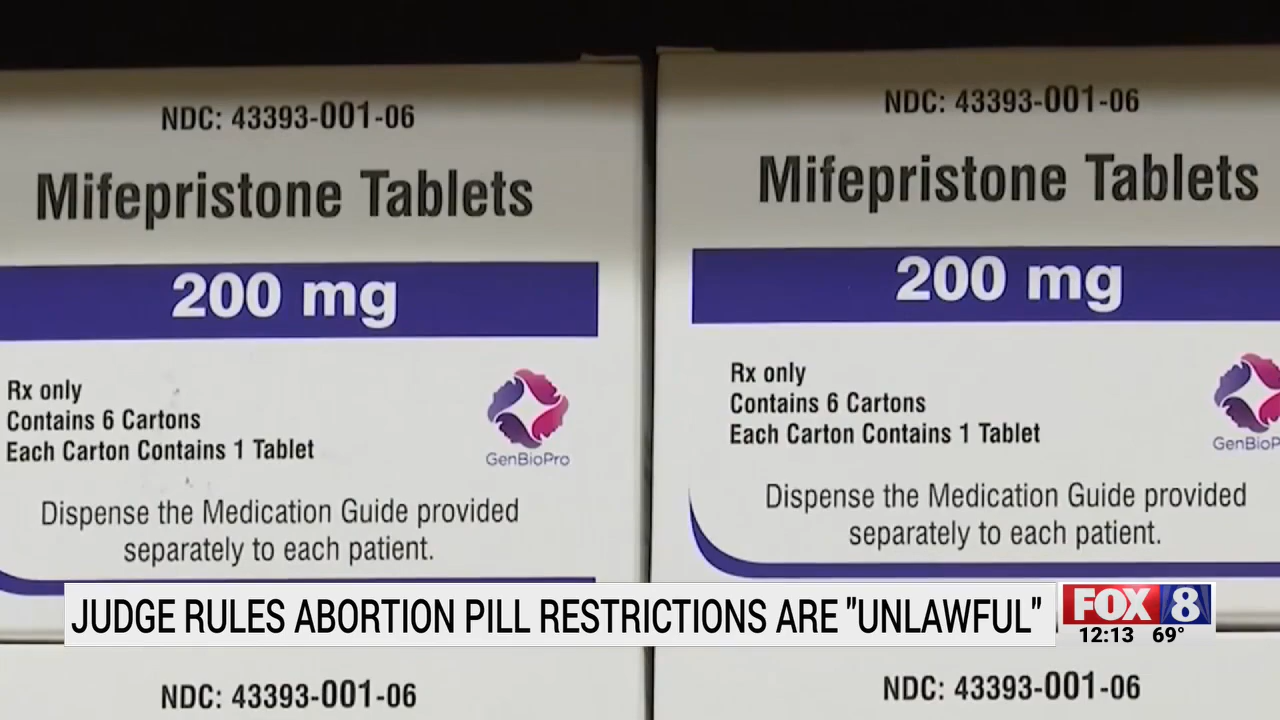 NDC: 43393-001-06
Mifepristone Tablets
200 mg
Rx only
Contains 6 Cartons
Each Carton Contains 1 Tablet
GenBioPro
Dispense the Medication Guide provided
separately to each patient.
NDC: 43393-001-06
Mifepristone Tablets
200 mg
Rx only
Contains 6 Cartons
Each Carton Contains 1 Tablet
GenBioP
Dispense the Medication Guide provided
separately to each patient.
JUDGE RULES ABORTION PILL RESTRICTIONS ARE "UNLAWFUL"
FOX 8
12:13 69°
NDC: 43393-001-06
NDC: 43393-001-06